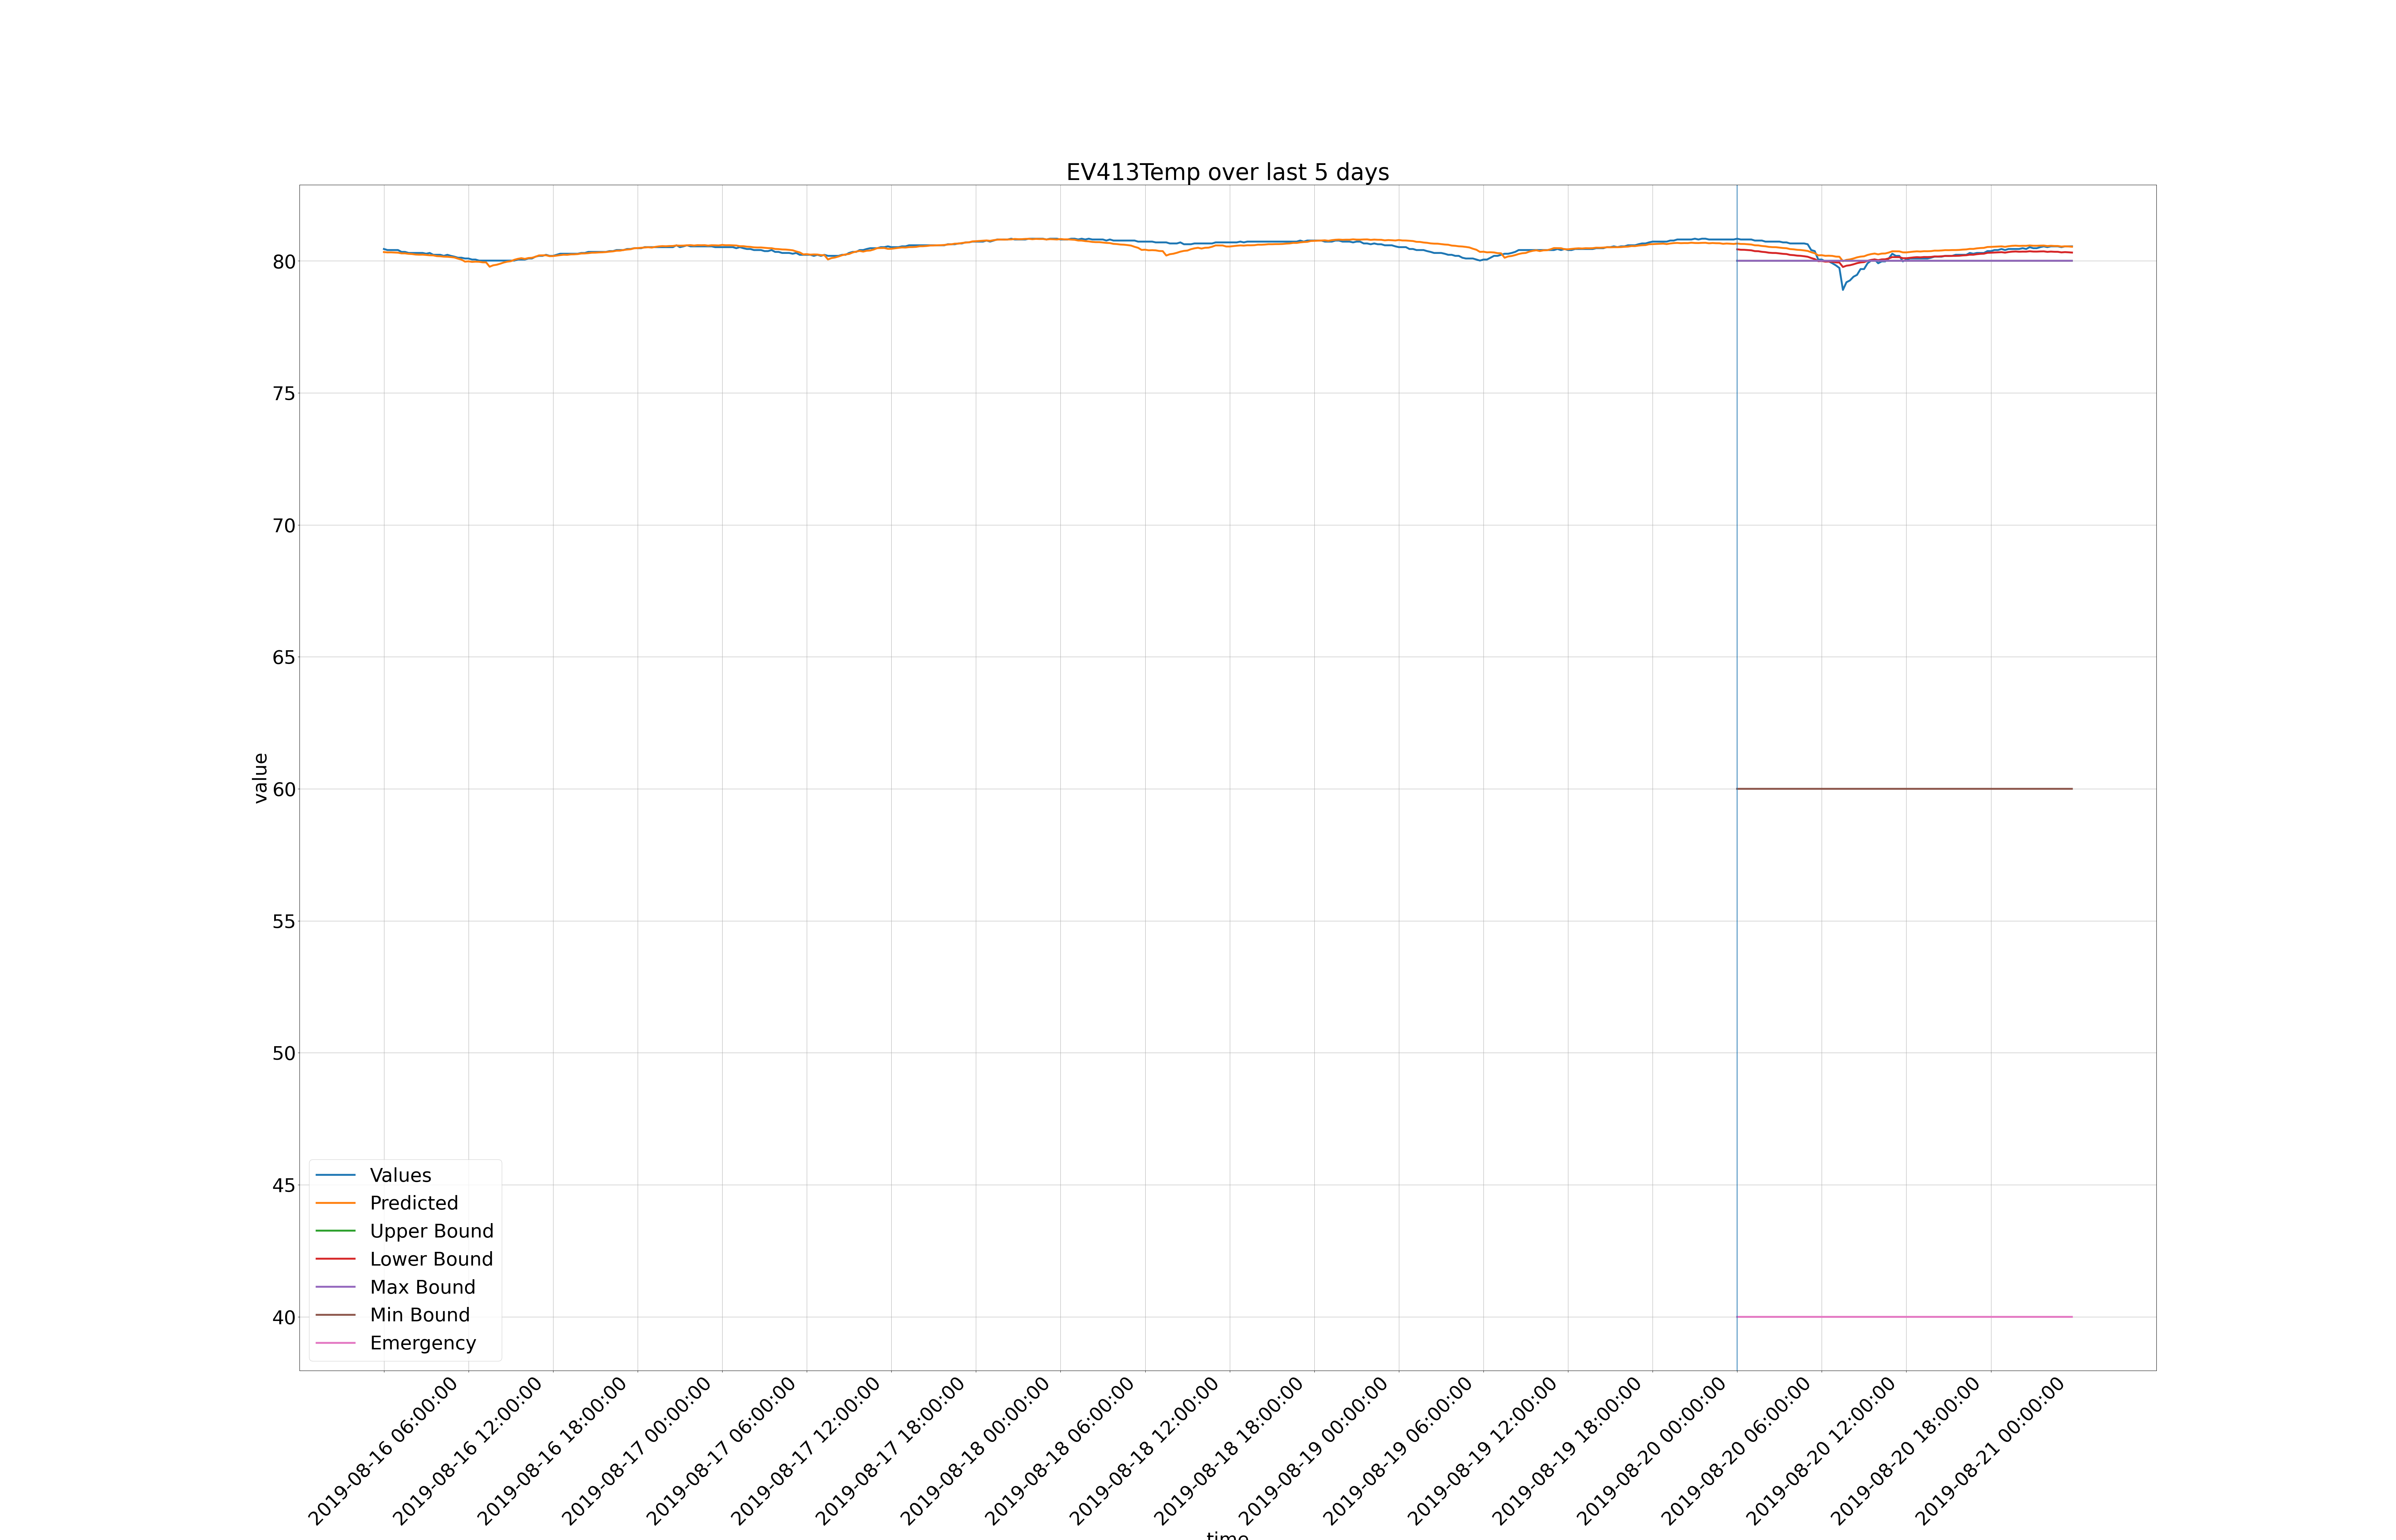 EV413Temp over last 5 days
80
75
70
65
60
55
50
45
40
value
Values
Predicted
Upper Bound
Lower Bound
Max Bound
Min Bound
Emergency
2019-08-16 06:00:00
2019-08-16 12:00:00
2019-08-16 18:00:00
2019-08-17 00:00:00
2019-08-17 06:00:00
2019-08-17 12:00:00
2019-08-17 18:00:00
2019-08-18 00:00:00
2019-08-18 06:00:00
2019-08-18 12:00:00
2019-08-18 18:00:00
2019-08-19 00:00:00
2019-08-19 06:00:00
2019-08-19 12:00:00
2019-08-19 18:00:00
2019-08-20 00:00:00
2019-08-20 06:00:00
2019-08-20 12:00:00
2019-08-20 18:00:00
2019-08-21 00:00:00
time